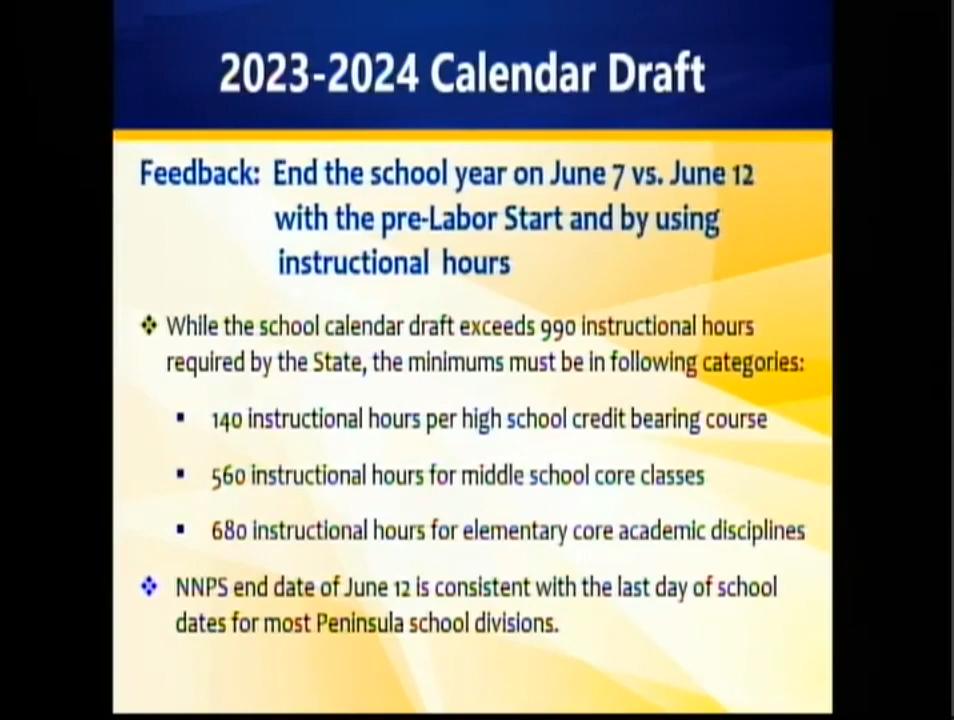 2023-2024 Calendar Draft
Feedback: End the school year on June 7 vs. June 12
with the pre-Labor Start and by using
instructional hours
❖ While the school calendar draft exceeds 990 instructional hours
required by the State, the minimums must be in following categories:
▪ 140 instructional hours per high school credit bearing course
▪ 560 instructional hours for middle school core classes
▪ 680 instructional hours for elementary core academic disciplines
❖ NNPS end date of June 12 is consistent with the last day of school
dates for most Peninsula school divisions.